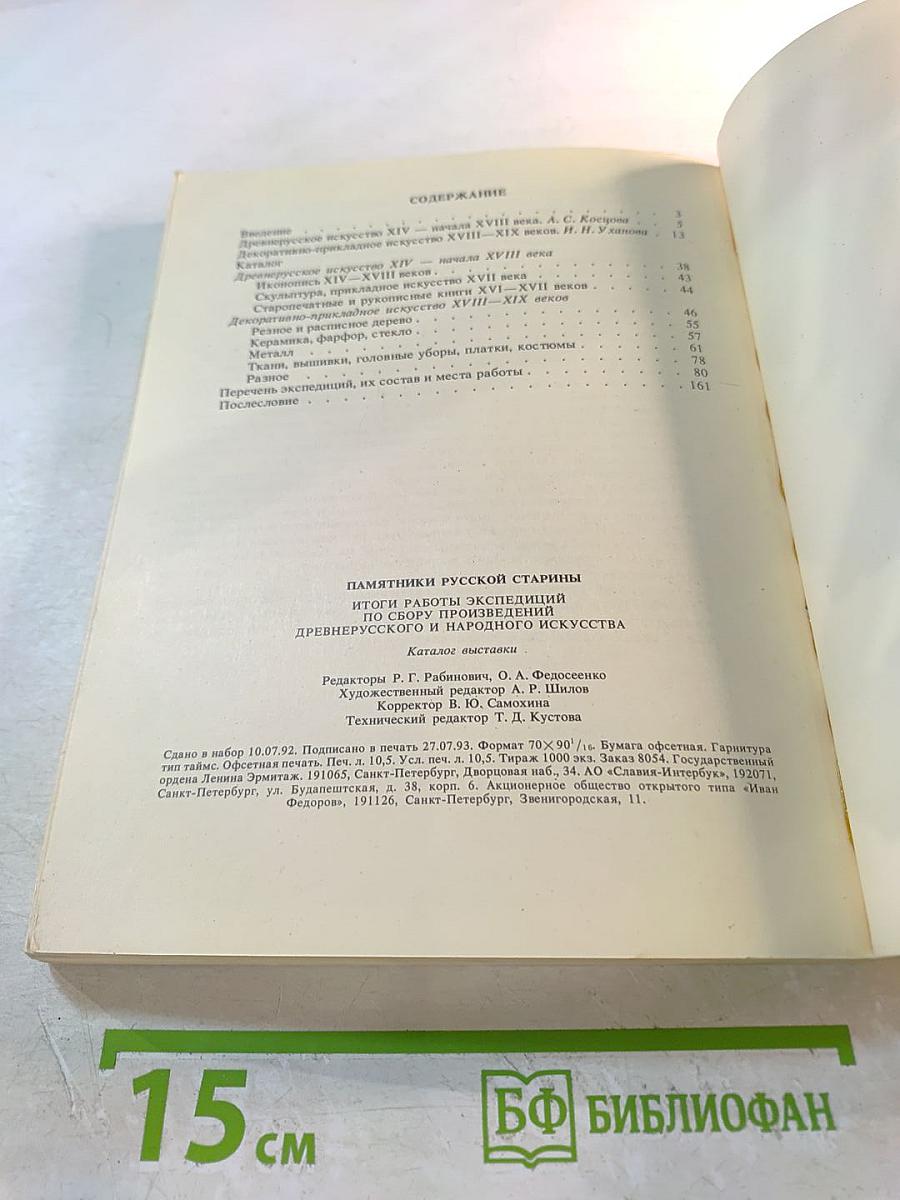 СОДЕРЖАНИЕ
Введение . . . . . . . . . . . . . . . . . . . . 3
Древнерусское искусство XIV — начала XVIII века. А. С. Косцова . . 5
Декоративно-прикладное искусство XVIII—XIX веков. И. Н. Уханова . 13
Каталог
Древнерусское искусство XIV — начала XVIII века
Иконопись XIV—XVIII веков . . . . . . . . . . . . . 38
Скульптура, прикладное искусство XVII века . . . . . . . 43
Старопечатные и рукописные книги XVI—XVII веков . . . . . 44
Декоративно-прикладное искусство XVIII—XIX веков
Резное и расписное дерево . . . . . . . . . . . . . . 46
Керамика, фарфор, стекло . . . . . . . . . . . . . . 55
Металл . . . . . . . . . . . . . . . . . . . . 57
Ткани, вышивки, головные уборы, платки, костюмы . . . . . 61
Разное . . . . . . . . . . . . . . . . . . . . 78
Перечень экспедиций, их состав и места работы . . . . . . . . 80
Послесловие . . . . . . . . . . . . . . . . . . . . 161
ПАМЯТНИКИ РУССКОЙ СТАРИНЫ
ИТОГИ РАБОТЫ ЭКСПЕДИЦИЙ
ПО СБОРУ ПРОИЗВЕДЕНИЙ
ДРЕВНЕРУССКОГО И НАРОДНОГО ИСКУССТВА
Каталог выставки
Редакторы Р. Г. Рабинович, О. А. Федосеенко
Художественный редактор А. Р. Шилов
Корректор В. Ю. Самохина
Технический редактор Т. Д. Кустова
Сдано в набор 10.07.92. Подписано в печать 27.07.93. Формат 70×90¹/₁₆. Бумага офсетная. Гарнитура
тип таймс. Офсетная печать. Печ. л. 10,5. Усл. печ. л. 10,5. Тираж 1000 экз. Заказ 8054. Государственный
ордена Ленина Эрмитаж. 191065, Санкт-Петербург, Дворцовая наб., 34. АО «Славия-Интербук», 192071,
Санкт-Петербург, ул. Будапештская, д. 38, корп. 6. Акционерное общество открытого типа «Иван
Федоров», 191126, Санкт-Петербург, Звенигородская, 11.
15 см
БФ БИБЛИОФАН